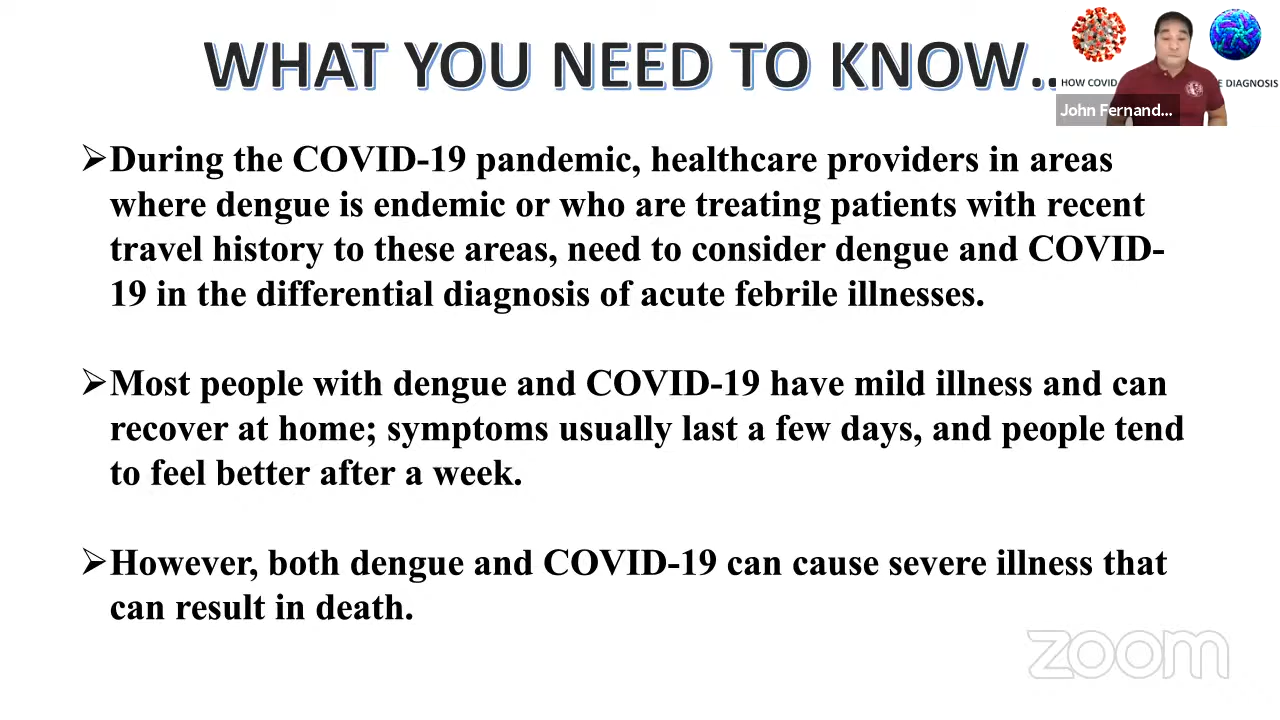 WHAT YOU NEED TO KNOW..
HOW COVID
E DIAGNOSIS
John Fernand...
➢During the COVID-19 pandemic, healthcare providers in areas
where dengue is endemic or who are treating patients with recent
travel history to these areas, need to consider dengue and COVID-
19 in the differential diagnosis of acute febrile illnesses.
➢Most people with dengue and COVID-19 have mild illness and can
recover at home; symptoms usually last a few days, and people tend
to feel better after a week.
➢However, both dengue and COVID-19 can cause severe illness that
can result in death.
zoom